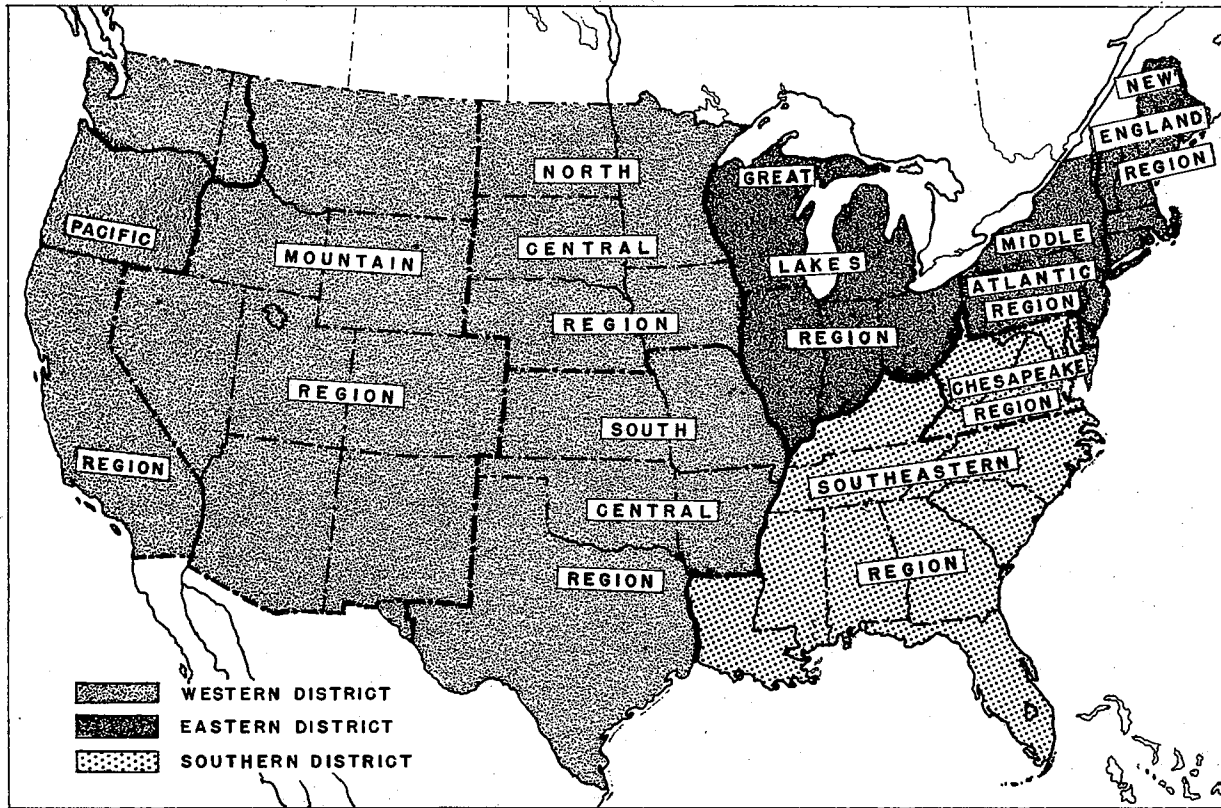 PACIFIC
REGION
MOUNTAIN
REGION
NORTH
CENTRAL
REGION
SOUTH
CENTRAL
REGION
GREAT
LAKES
REGION
NEW
ENGLAND
REGION
MIDDLE
ATLANTIC
REGION
CHESAPEAKE
REGION
SOUTHEASTERN
REGION
WESTERN DISTRICT
EASTERN DISTRICT
SOUTHERN DISTRICT